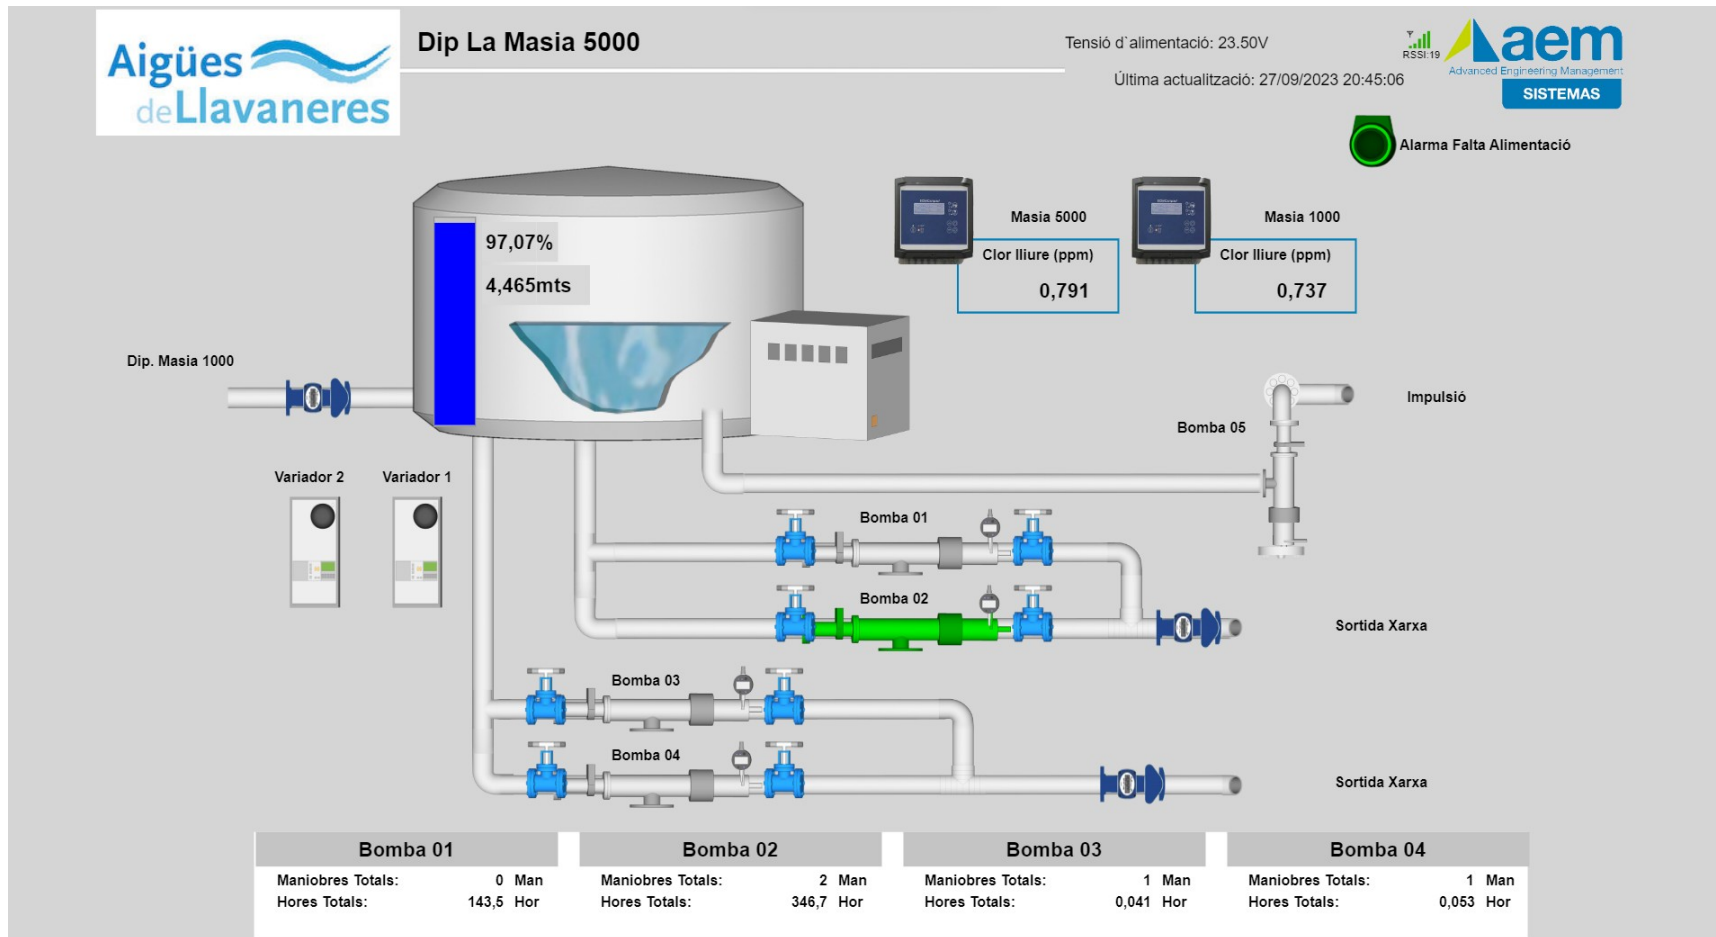 Aigües
de Llavaneres
Dip La Masia 5000
Tensió d`alimentació: 23.50V
Última actualització: 27/09/2023 20:45:06
RSSI:19
aem
Advanced Engineering Management
SISTEMAS
Alarma Falta Alimentació
97,07%
4,465mts
Masia 5000
Clor lliure (ppm)
0,791
Masia 1000
Clor lliure (ppm)
0,737
Dip. Masia 1000
Impulsió
Bomba 05
Variador 2
Variador 1
Bomba 01
Bomba 02
Sortida Xarxa
Bomba 03
Bomba 04
Sortida Xarxa
Bomba 01
Maniobres Totals: 0 Man
Hores Totals: 143,5 Hor
Bomba 02
Maniobres Totals: 2 Man
Hores Totals: 346,7 Hor
Bomba 03
Maniobres Totals: 1 Man
Hores Totals: 0,041 Hor
Bomba 04
Maniobres Totals: 1 Man
Hores Totals: 0,053 Hor